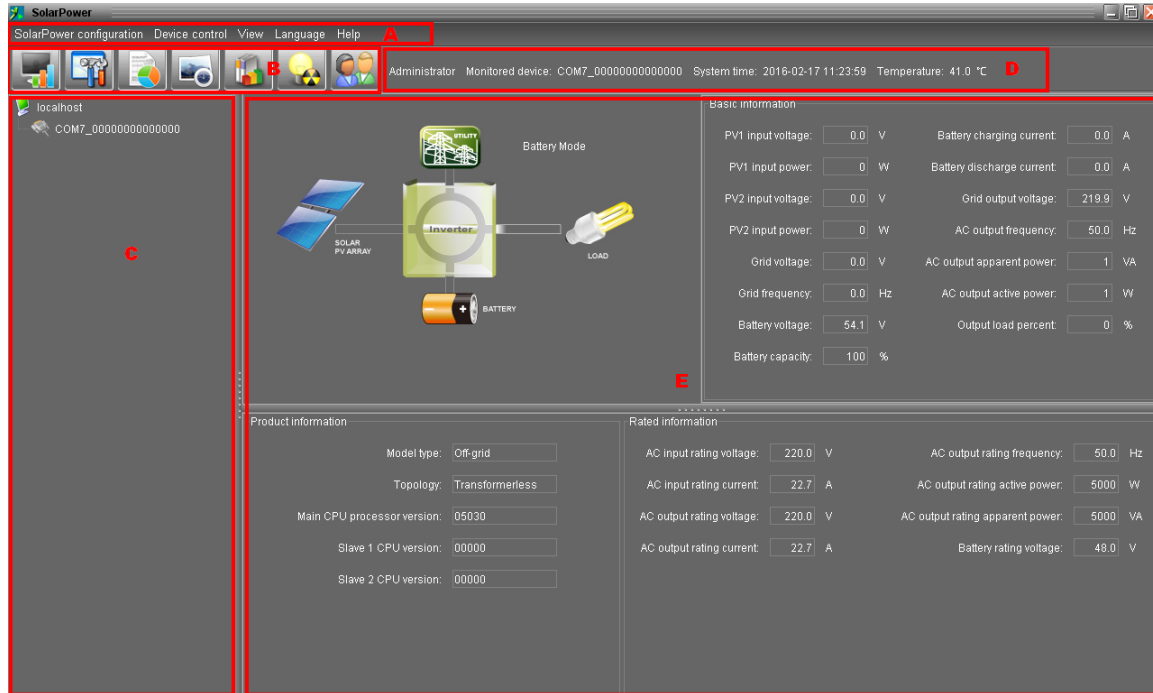 SolarPower
SolarPower configuration Device control View Language Help A
B
Administrator Monitored device: COM7_00000000000000 System time: 2016-02-17 11:23:59 Temperature: 41.0 °C D
localhost
COM7_00000000000000
C
UTILITY
Battery Mode
SOLAR
PV ARRAY
Inverter
LOAD
BATTERY
E
Basic information
PV1 input voltage: 0.0 V Battery charging current: 0.0 A
PV1 input power: 0 W Battery discharge current: 0.0 A
PV2 input voltage: 0.0 V Grid output voltage: 219.9 V
PV2 input power: 0 W AC output frequency: 50.0 Hz
Grid voltage: 0.0 V AC output apparent power: 1 VA
Grid frequency: 0.0 Hz AC output active power: 1 W
Battery voltage: 54.1 V Output load percent: 0 %
Battery capacity: 100 %
Product information
Model type: Off-grid
Topology: Transformerless
Main CPU processor version: 05030
Slave 1 CPU version: 00000
Slave 2 CPU version: 00000
Rated information
AC input rating voltage: 220.0 V AC output rating frequency: 50.0 Hz
AC input rating current: 22.7 A AC output rating active power: 5000 W
AC output rating voltage: 220.0 V AC output rating apparent power: 5000 VA
AC output rating current: 22.7 A Battery rating voltage: 48.0 V